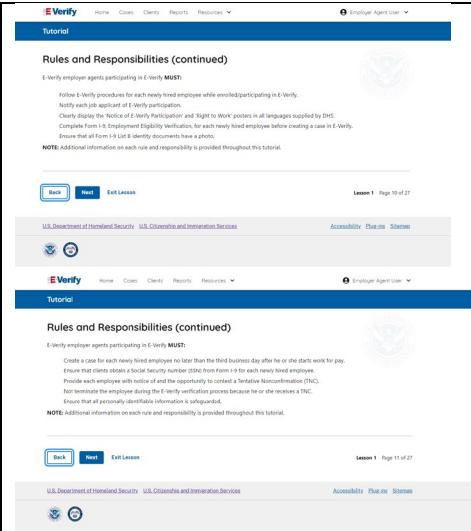 E-Verify Home Cases Clients Reports Resources Employer Agent User
Tutorial
Rules and Responsibilities (continued)
E-Verify employer agents participating in E-Verify MUST:
Follow E-Verify procedures for each newly hired employee while enrolled/participating in E-Verify.
Notify each job applicant of E-Verify participation.
Clearly display the 'Notice of E-Verify Participation' and 'Right to Work' posters in all languages supplied by DHS.
Complete Form I-9, Employment Eligibility Verification, for each newly hired employee before creating a case in E-Verify.
Ensure that all Form I-9 List B identity documents have a photo.
NOTE: Additional information on each rule and responsibility is provided throughout this tutorial.
Back Next Exit Lesson Lesson 1 Page 10 of 27
U.S. Department of Homeland Security U.S. Citizenship and Immigration Services Accessibility Plug-ins Sitemap
E-Verify Home Cases Clients Reports Resources Employer Agent User
Tutorial
Rules and Responsibilities (continued)
E-Verify employer agents participating in E-Verify MUST:
Create a case for each newly hired employee no later than the third business day after he or she starts work for pay.
Ensure that clients obtain a Social Security number (SSN) from Form I-9 for each newly hired employee.
Provide each employee with notice of and the opportunity to contest a Tentative Nonconfirmation (TNC).
Not terminate the employee during the E-Verify verification process because he or she receives a TNC.
Ensure that all personally identifiable information is safeguarded.
NOTE: Additional information on each rule and responsibility is provided throughout this tutorial.
Back Next Exit Lesson Lesson 1 Page 11 of 27
U.S. Department of Homeland Security U.S. Citizenship and Immigration Services Accessibility Plug-ins Sitemap